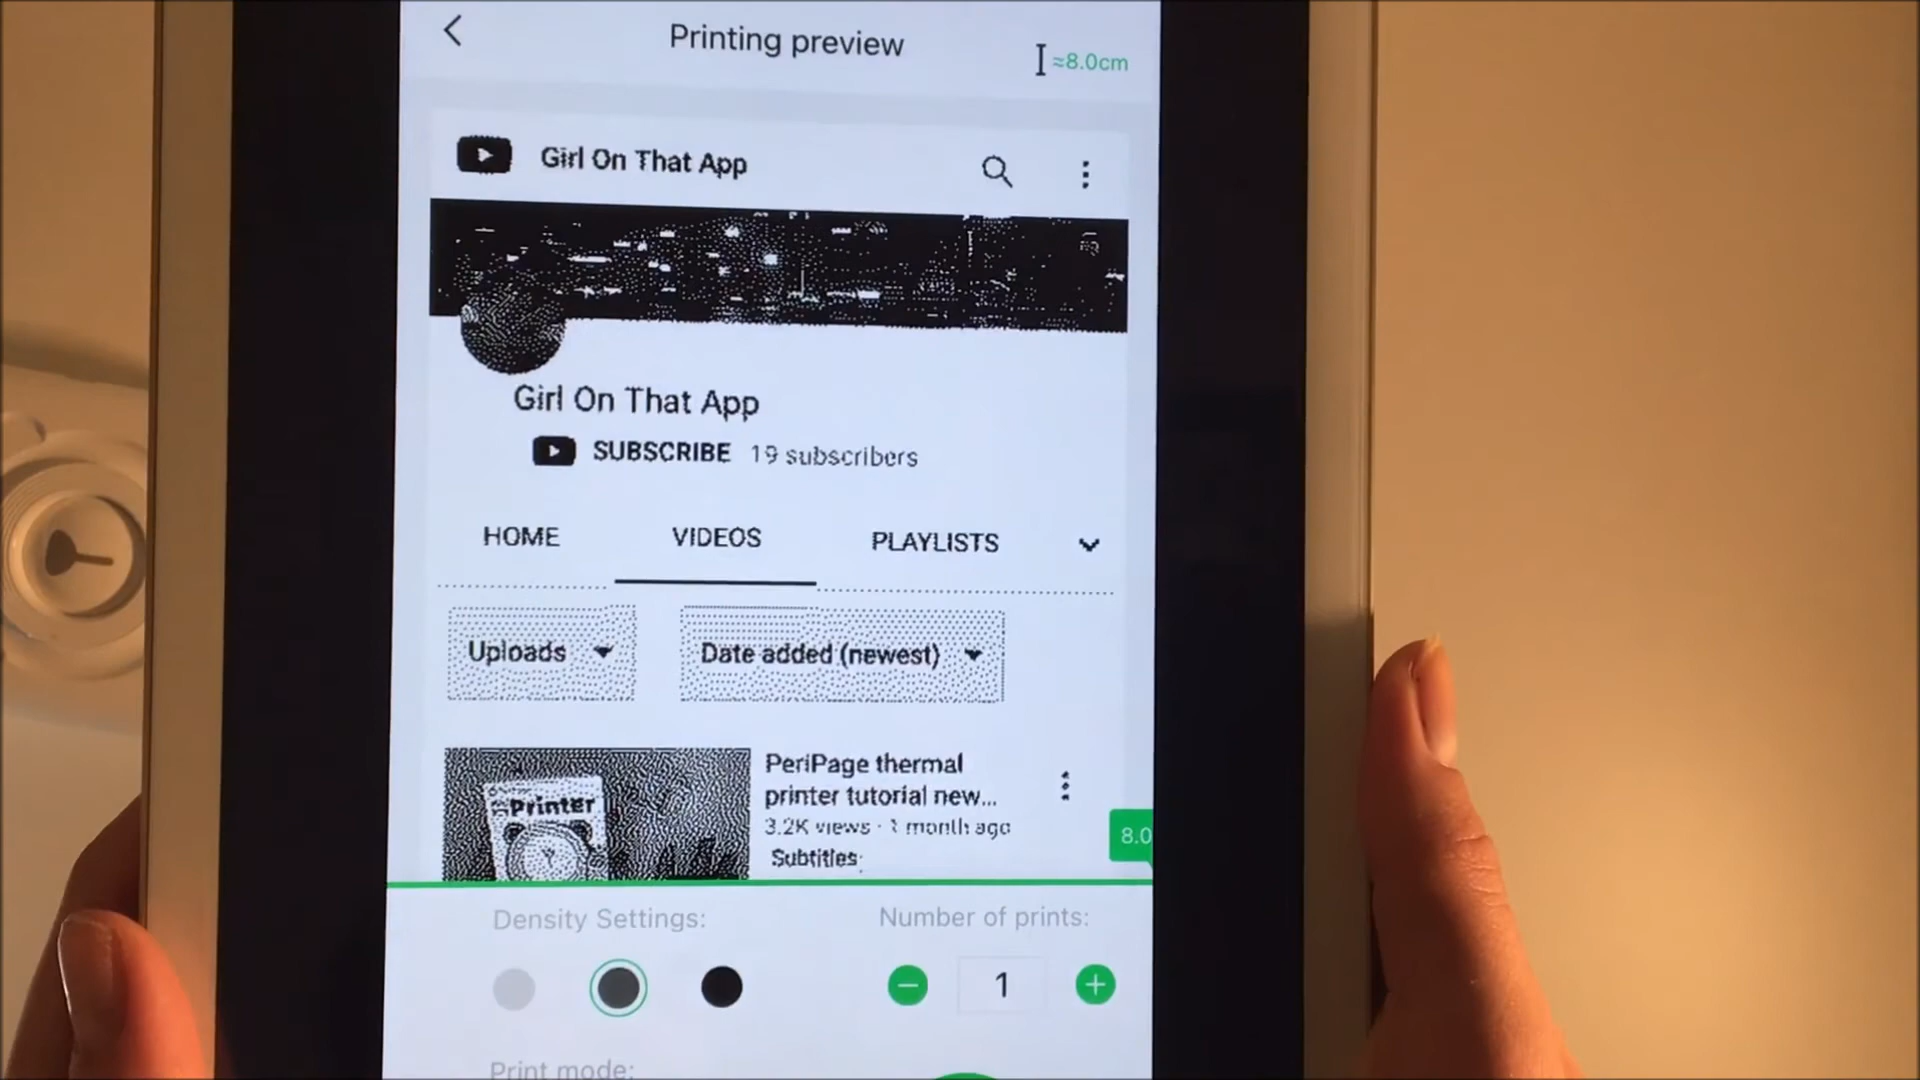 Printing preview
≈8.0cm
Girl On That App
Girl On That App
SUBSCRIBE 19 subscribers
HOME VIDEOS PLAYLISTS
Uploads Date added (newest)
Printer
PeriPage thermal
printer tutorial new...
3.2K views · 1 month ago
Subtitles
8.0
Density Settings: Number of prints:
1
Print mode: